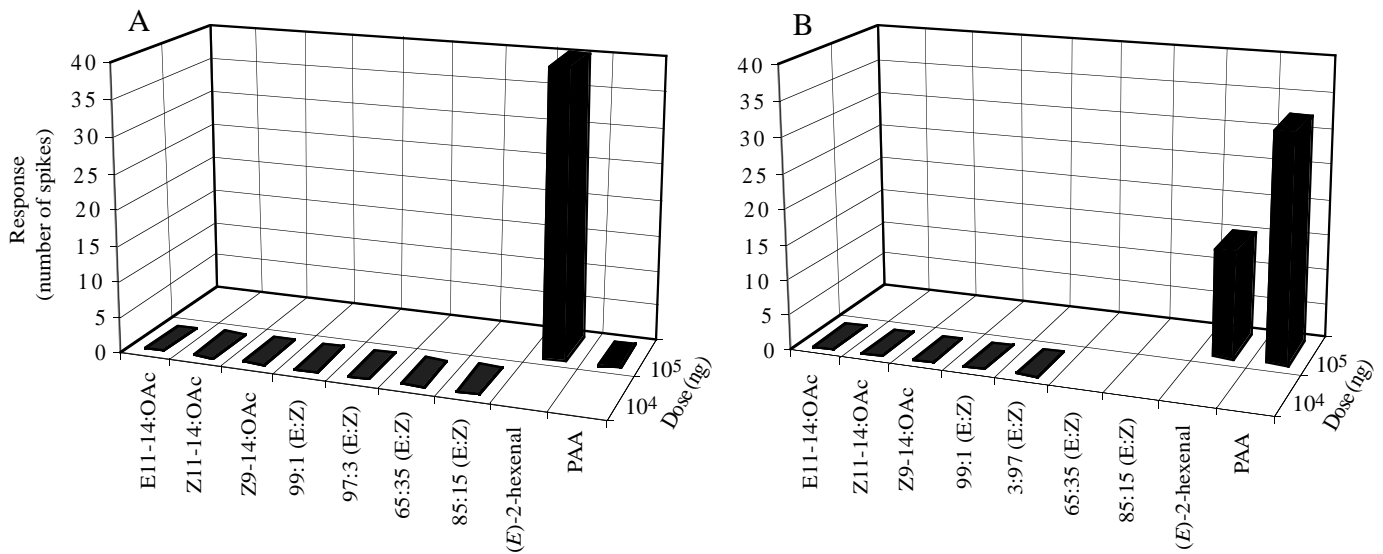 A
B
Response
(number of spikes)
40
35
30
25
20
15
10
5
0
E11-14:OAc
Z11-14:OAc
Z9-14:OAc
99:1 (E:Z)
97:3 (E:Z)
65:35 (E:Z)
85:15 (E:Z)
(E)-2-hexenal
PAA
10⁴
10⁵
Dose(ng)
40
35
30
25
20
15
10
5
0
E11-14:OAc
Z11-14:OAc
Z9-14:OAc
99:1 (E:Z)
3:97 (E:Z)
65:35 (E:Z)
85:15 (E:Z)
(E)-2-hexenal
PAA
10⁴
10⁵
Dose(ng)